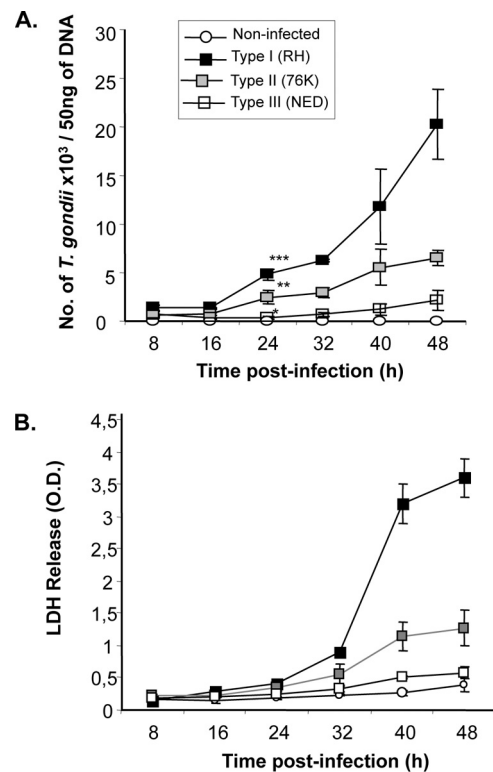 A.
Non-infected
Type I (RH)
Type II (76K)
Type III (NED)
No. of T. gondii x10³ / 50ng of DNA
30
25
20
15
10
5
0
***
**
*
8 16 24 32 40 48
Time post-infection (h)
B.
LDH Release (O.D.)
4,5
4
3,5
3
2,5
2
1,5
1
0,5
0
8 16 24 32 40 48
Time post-infection (h)